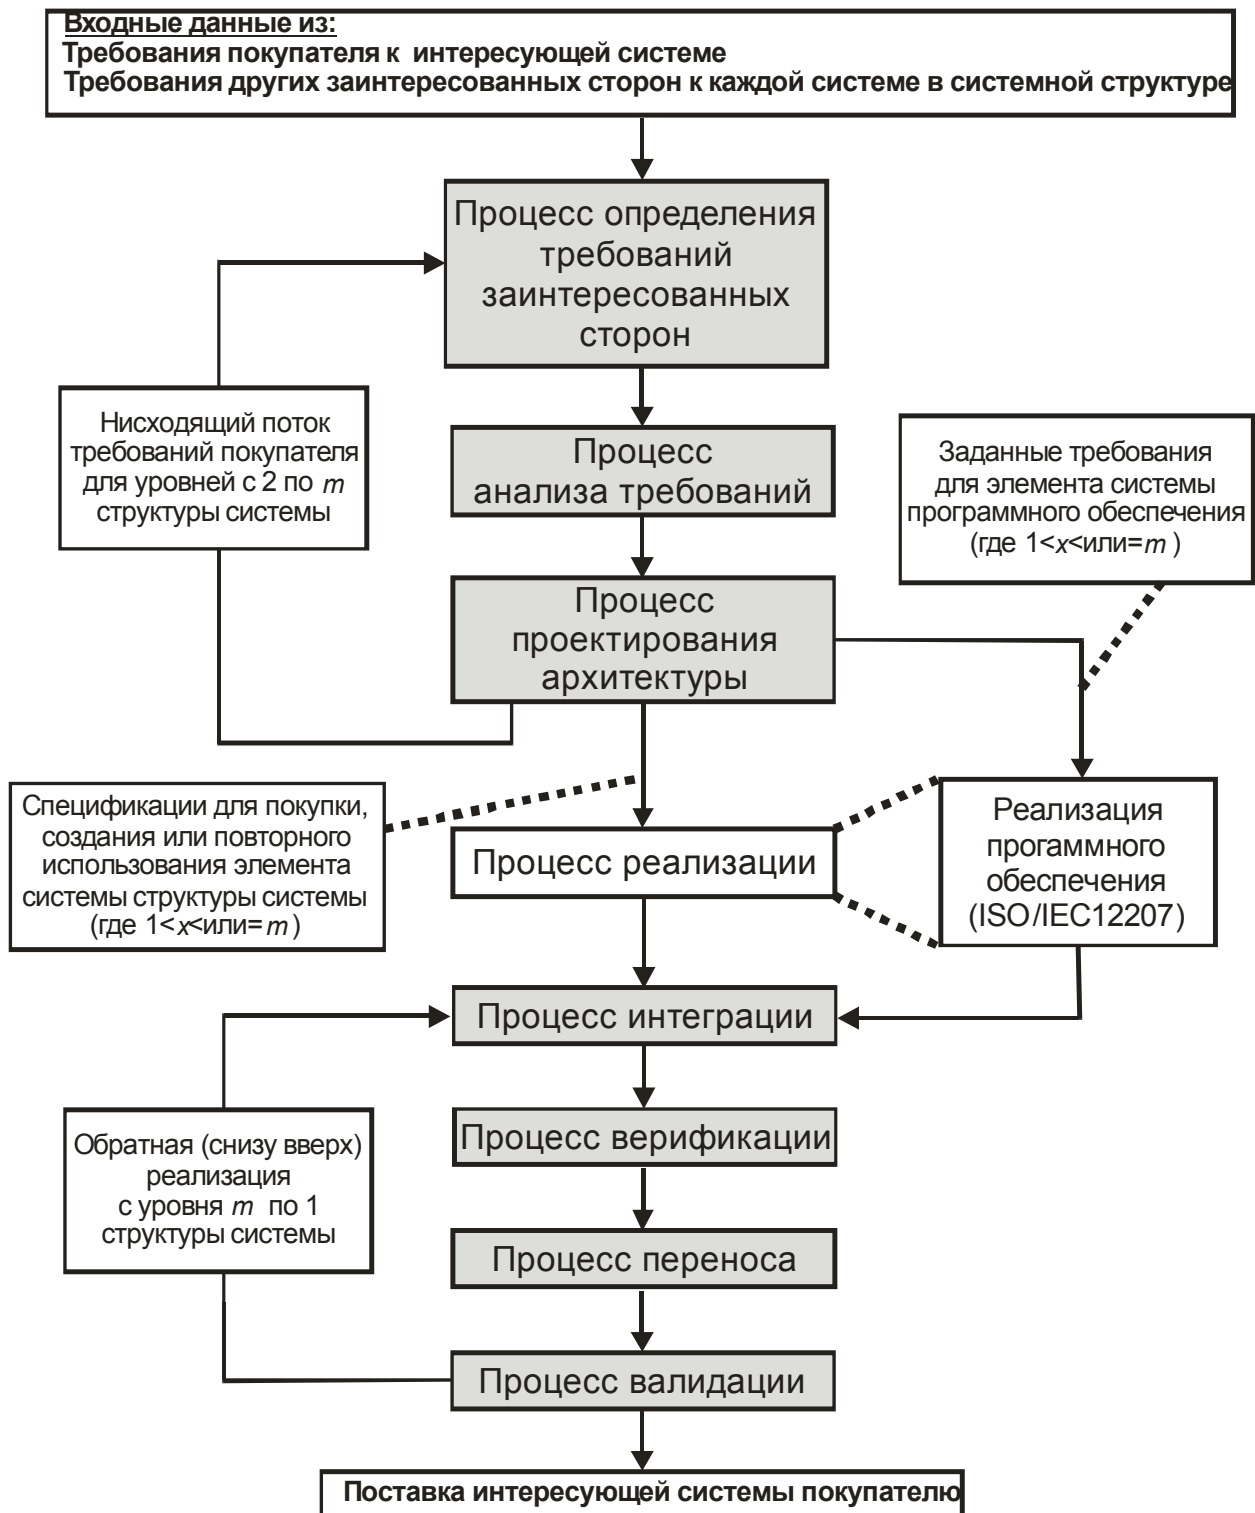 Входные данные из:
Требования покупателя к интересующей системе
Требования других заинтересованных сторон к каждой системе в системной структуре
Процесс определения
требований
заинтересованных
сторон
Нисходящий поток
требований покупателя
для уровней с 2 по m
структуры системы
Процесс
анализа требований
Заданные требования
для элемента системы
программного обеспечения
(где 1<x<или=m )
Процесс
проектирования
архитектуры
Спецификации для покупки,
создания или повторного
использования элемента
системы структуры системы
(где 1<x<или=m )
Процесс реализации
Реализация
прогаммного
обеспечения
(ISO/IEC12207)
Процесс интеграции
Обратная (снизу вверх)
реализация
с уровня m по 1
структуры системы
Процесс верификации
Процесс переноса
Процесс валидации
Поставка интересующей системы покупателю